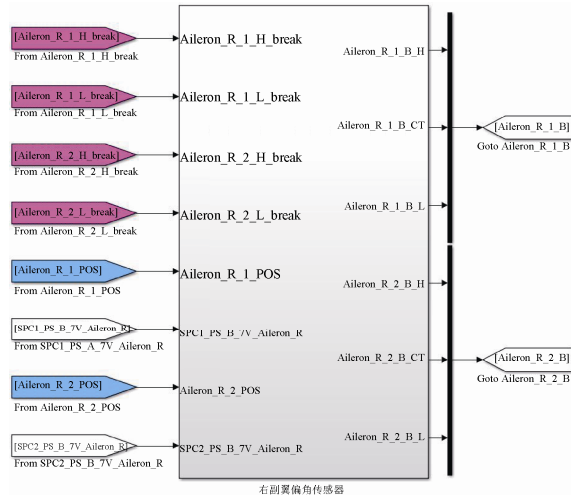 [Aileron_R_1_H_break]
From Aileron_R_1_H_break
[Aileron_R_1_L_break]
From Aileron_R_1_L_break
[Aileron_R_2_H_break]
From Aileron_R_2_H_break
[Aileron_R_2_L_break]
From Aileron_R_2_L_break
[Aileron_R_1_POS]
From Aileron_R_1_POS
[SPC1_PS_B_7V_Aileron_R]
From SPC1_PS_A_7V_Aileron_R
[Aileron_R_2_POS]
From Aileron_R_2_POS
[SPC2_PS_B_7V_Aileron_R]
From SPC2_PS_B_7V_Aileron_R
Aileron_R_1_H_break
Aileron_R_1_L_break
Aileron_R_2_H_break
Aileron_R_2_L_break
Aileron_R_1_POS
SPC1_PS_B_7V_Aileron_R
Aileron_R_2_POS
SPC2_PS_B_7V_Aileron_R
Aileron_R_1_B_H
Aileron_R_1_B_CT
Aileron_R_1_B_L
Aileron_R_2_B_H
Aileron_R_2_B_CT
Aileron_R_2_B_L
[Aileron_R_1_B]
Goto Aileron_R_1_B
[Aileron_R_2_B]
Goto Aileron_R_2_B
右副翼偏角传感器